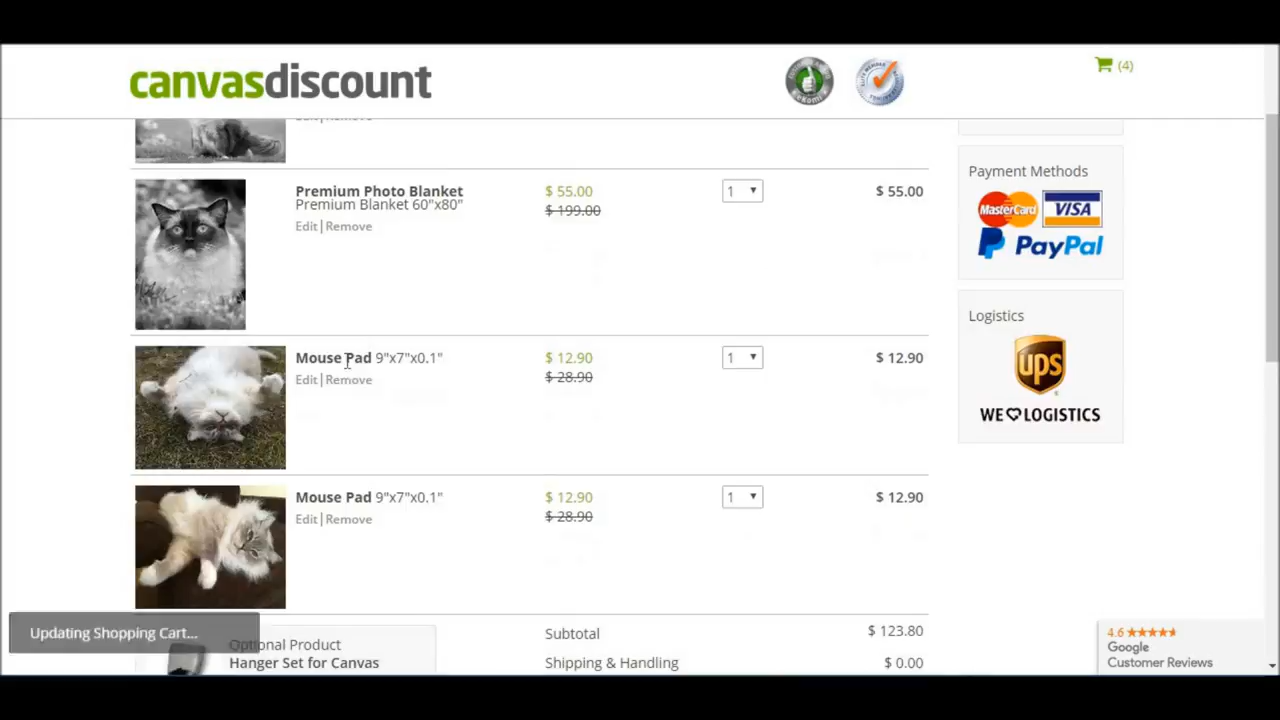 canvasdiscount
(4)
Premium Photo Blanket
Premium Blanket 60"x80"
Edit|Remove
$ 55.00
$ 199.00
1
$ 55.00
Mouse Pad 9"x7"x0.1"
Edit|Remove
$ 12.90
$ 28.90
1
$ 12.90
Mouse Pad 9"x7"x0.1"
Edit|Remove
$ 12.90
$ 28.90
1
$ 12.90
Payment Methods
MasterCard
VISA
PayPal
Logistics
ups
WE LOGISTICS
Updating Shopping Cart...
Optional Product
Hanger Set for Canvas
Subtotal
$ 123.80
Shipping & Handling
$ 0.00
4.6
Google
Customer Reviews